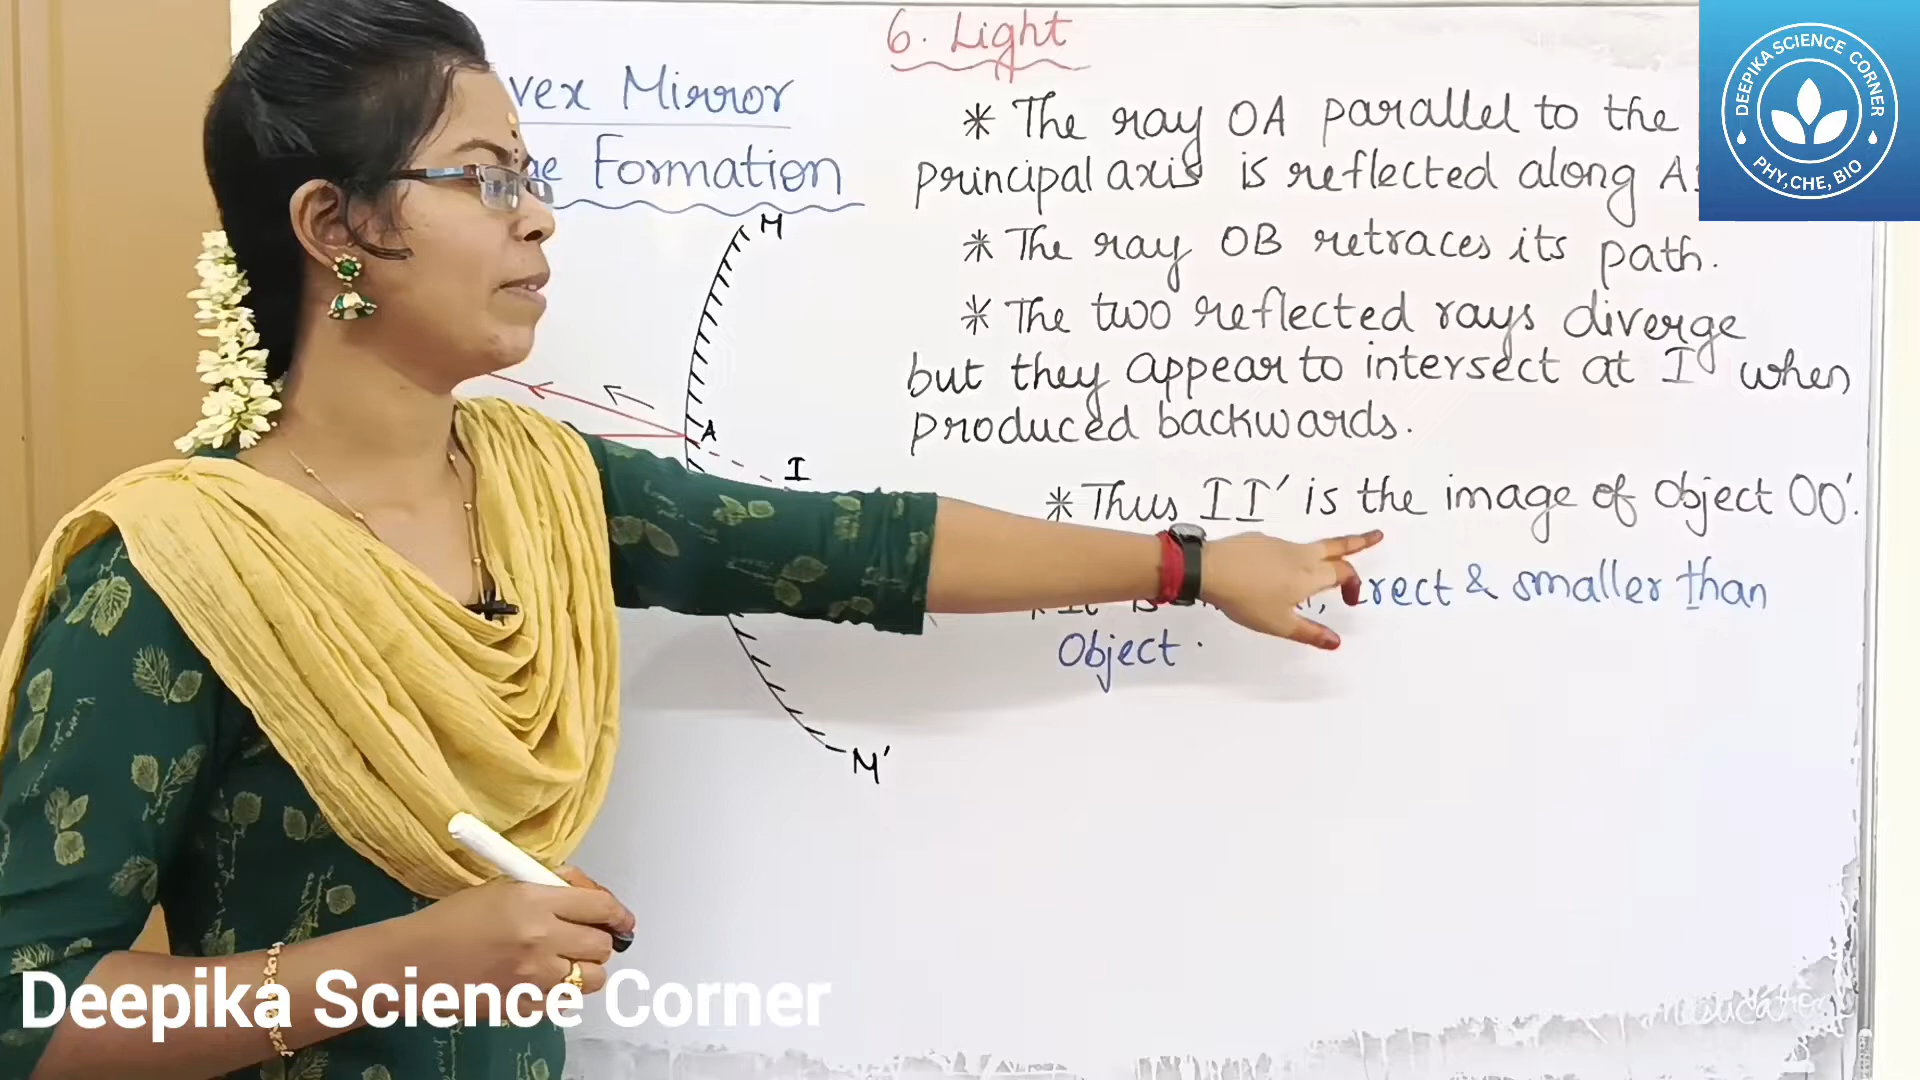 6. Light
vex Mirror
ge Formation
* The ray OA parallel to the
principal axis is reflected along A
* The ray OB retraces its path.
* The two reflected rays diverge
but they appear to intersect at I when
produced backwards.
* Thus II' is the image of Object OO'.
* It is
, Erect & smaller than
Object.
M
A
I
M'
DEEPIKA SCIENCE CORNER
PHY,CHE, BIO
Deepika Science Corner